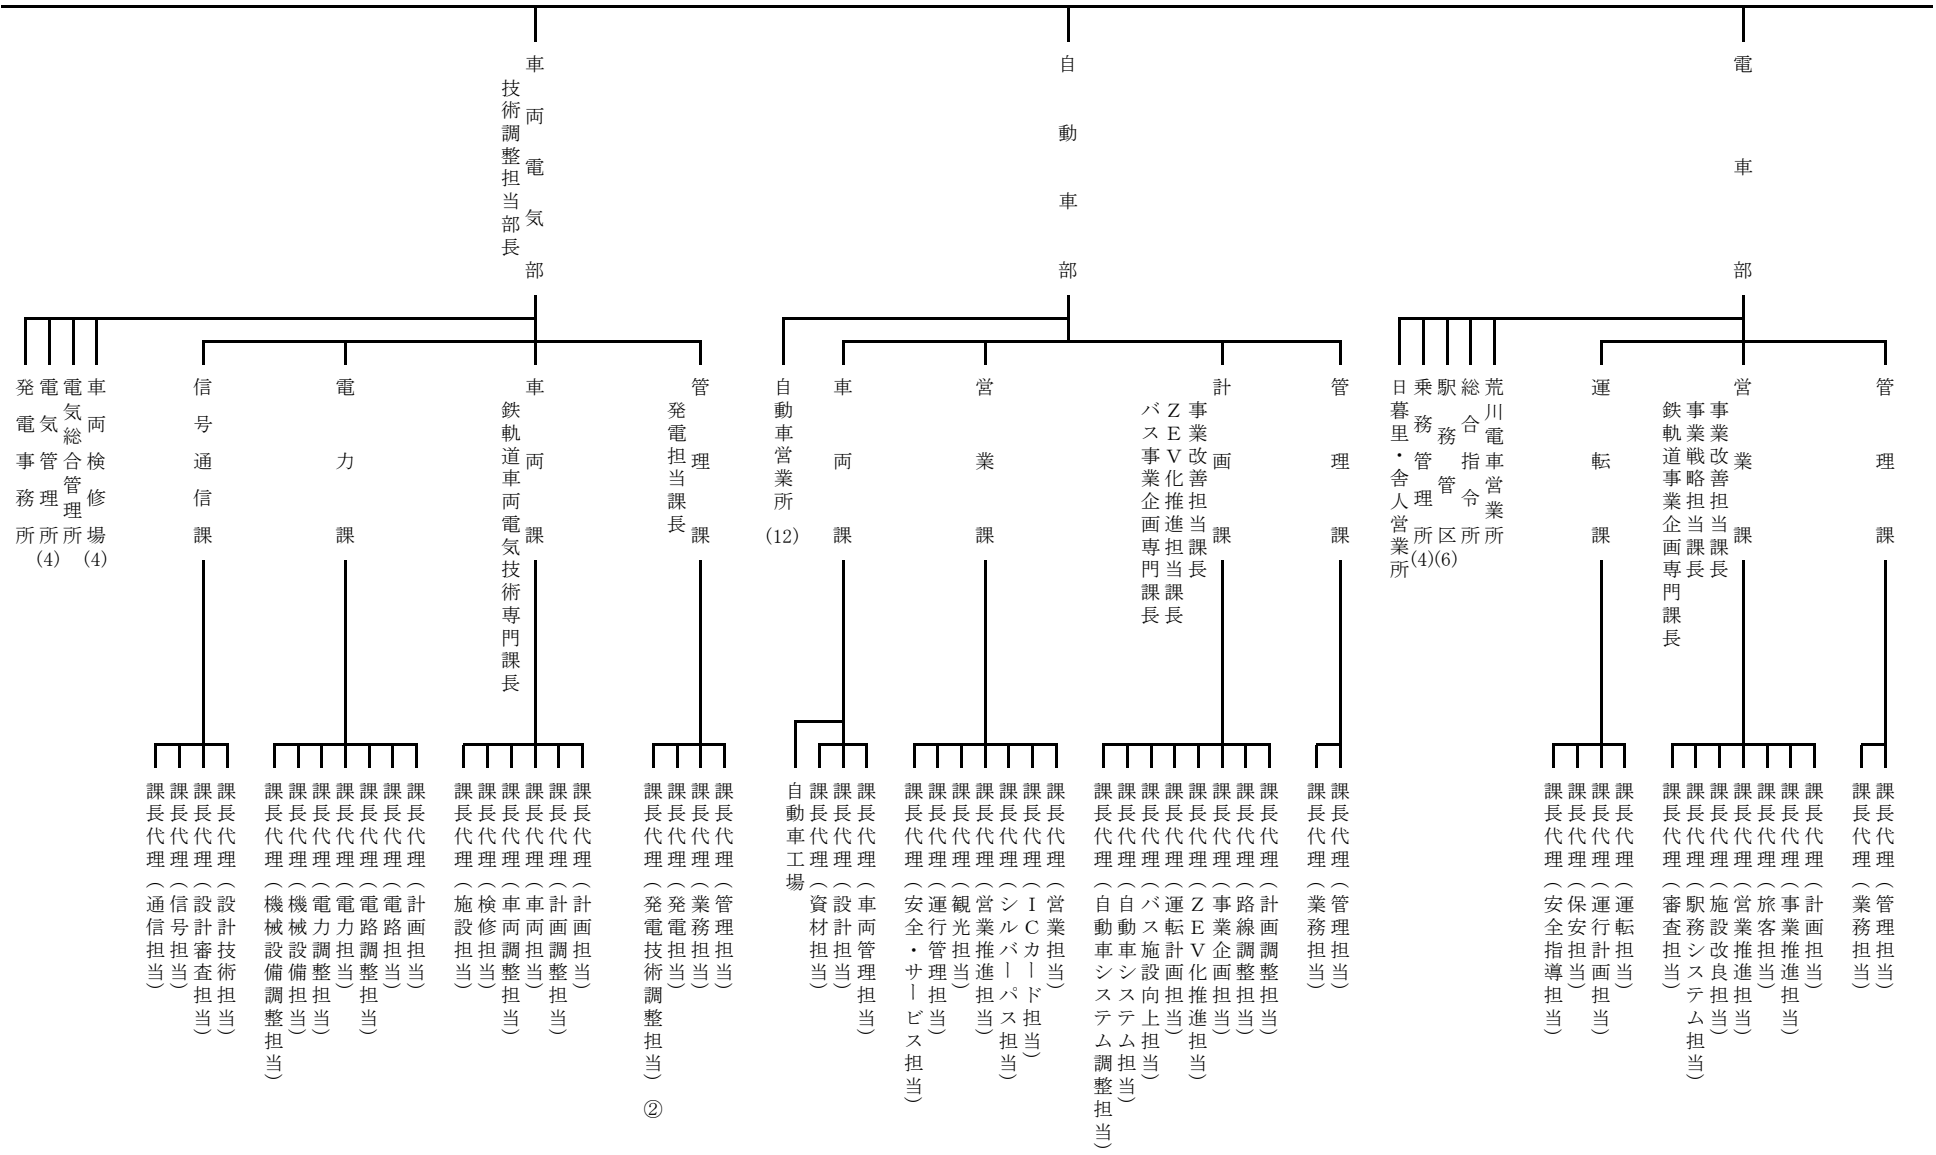 電車部
管理課
課長代理(管理担当)
課長代理(業務担当)
営業課
事業改善担当課長
事業戦略担当課長
鉄軌道事業企画専門課長
課長代理(計画担当)
課長代理(事業推進担当)
課長代理(旅客担当)
課長代理(営業推進担当)
課長代理(施設改良担当)
課長代理(駅務システム担当)
課長代理(審査担当)
運転課
課長代理(運転担当)
課長代理(運行計画担当)
課長代理(保安担当)
課長代理(安全指導担当)
荒川電車営業所
総合指令所
駅務管区(6)
乗務管理所(4)
日暮里・舎人営業所
自動車部
管理課
課長代理(管理担当)
課長代理(業務担当)
計画課
事業改善担当課長
ZEV化推進担当課長
バス事業企画専門課長
課長代理(計画調整担当)
課長代理(路線調整担当)
課長代理(事業企画担当)
課長代理(ZEV化推進担当)
課長代理(運転計画担当)
課長代理(バス施設向上担当)
課長代理(自動車システム担当)
課長代理(自動車システム調整担当)
営業課
課長代理(営業担当)
課長代理(ICカード担当)
課長代理(シルバーパス担当)
課長代理(営業推進担当)
課長代理(観光担当)
課長代理(運行管理担当)
課長代理(安全・サービス担当)
車両課
課長代理(車両管理担当)
課長代理(設計担当)
課長代理(資材担当)
自動車工場
自動車営業所(12)
車両電気部
技術調整担当部長
管理課
発電担当課長
課長代理(管理担当)
課長代理(業務担当)
課長代理(発電担当)
課長代理(発電技術調整担当)②
車両課
鉄軌道車両電気技術専門課長
課長代理(計画担当)
課長代理(計画調整担当)
課長代理(車両担当)
課長代理(車両調整担当)
課長代理(検修担当)
課長代理(施設担当)
電力課
課長代理(計画担当)
課長代理(電路担当)
課長代理(電路調整担当)
課長代理(電力担当)
課長代理(電力調整担当)
課長代理(機械設備担当)
課長代理(機械設備調整担当)
信号通信課
課長代理(設計技術担当)
課長代理(設計審査担当)
課長代理(信号担当)
課長代理(通信担当)
車両検修場(4)
電気総合管理所
電気管理所(4)
発電事務所